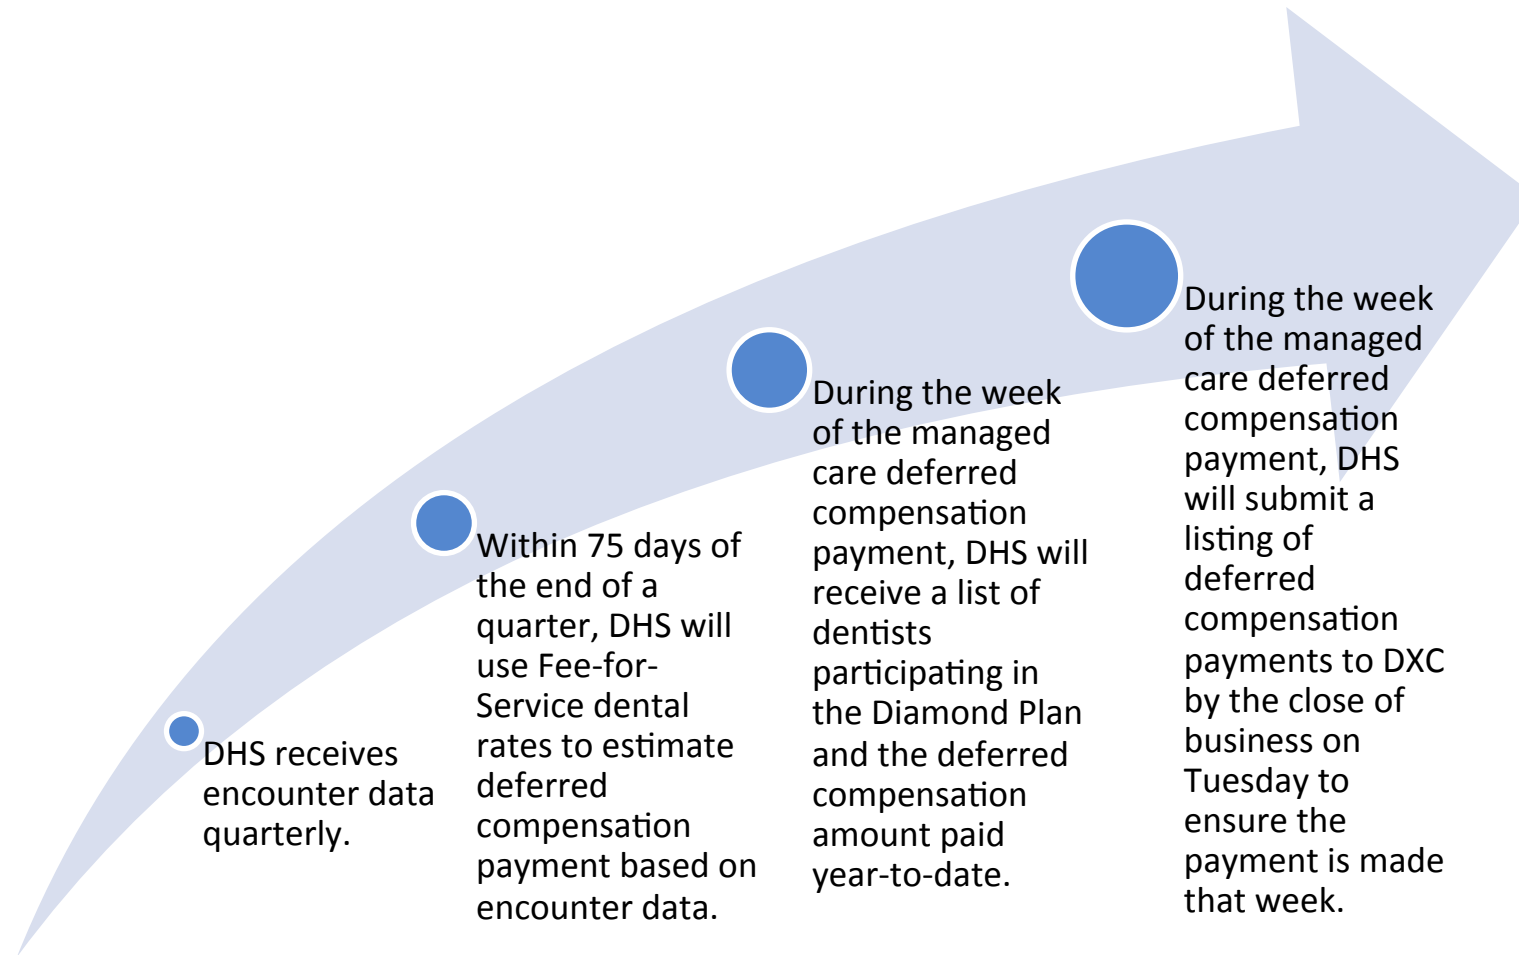 DHS receives
encounter data
quarterly.
Within 75 days of
the end of a
quarter, DHS will
use Fee-for-
Service dental
rates to estimate
deferred
compensation
payment based on
encounter data.
During the week
of the managed
care deferred
compensation
payment, DHS will
receive a list of
dentists
participating in
the Diamond Plan
and the deferred
compensation
amount paid
year-to-date.
During the week
of the managed
care deferred
compensation
payment, DHS
will submit a
listing of
deferred
compensation
payments to DXC
by the close of
business on
Tuesday to
ensure the
payment is made
that week.